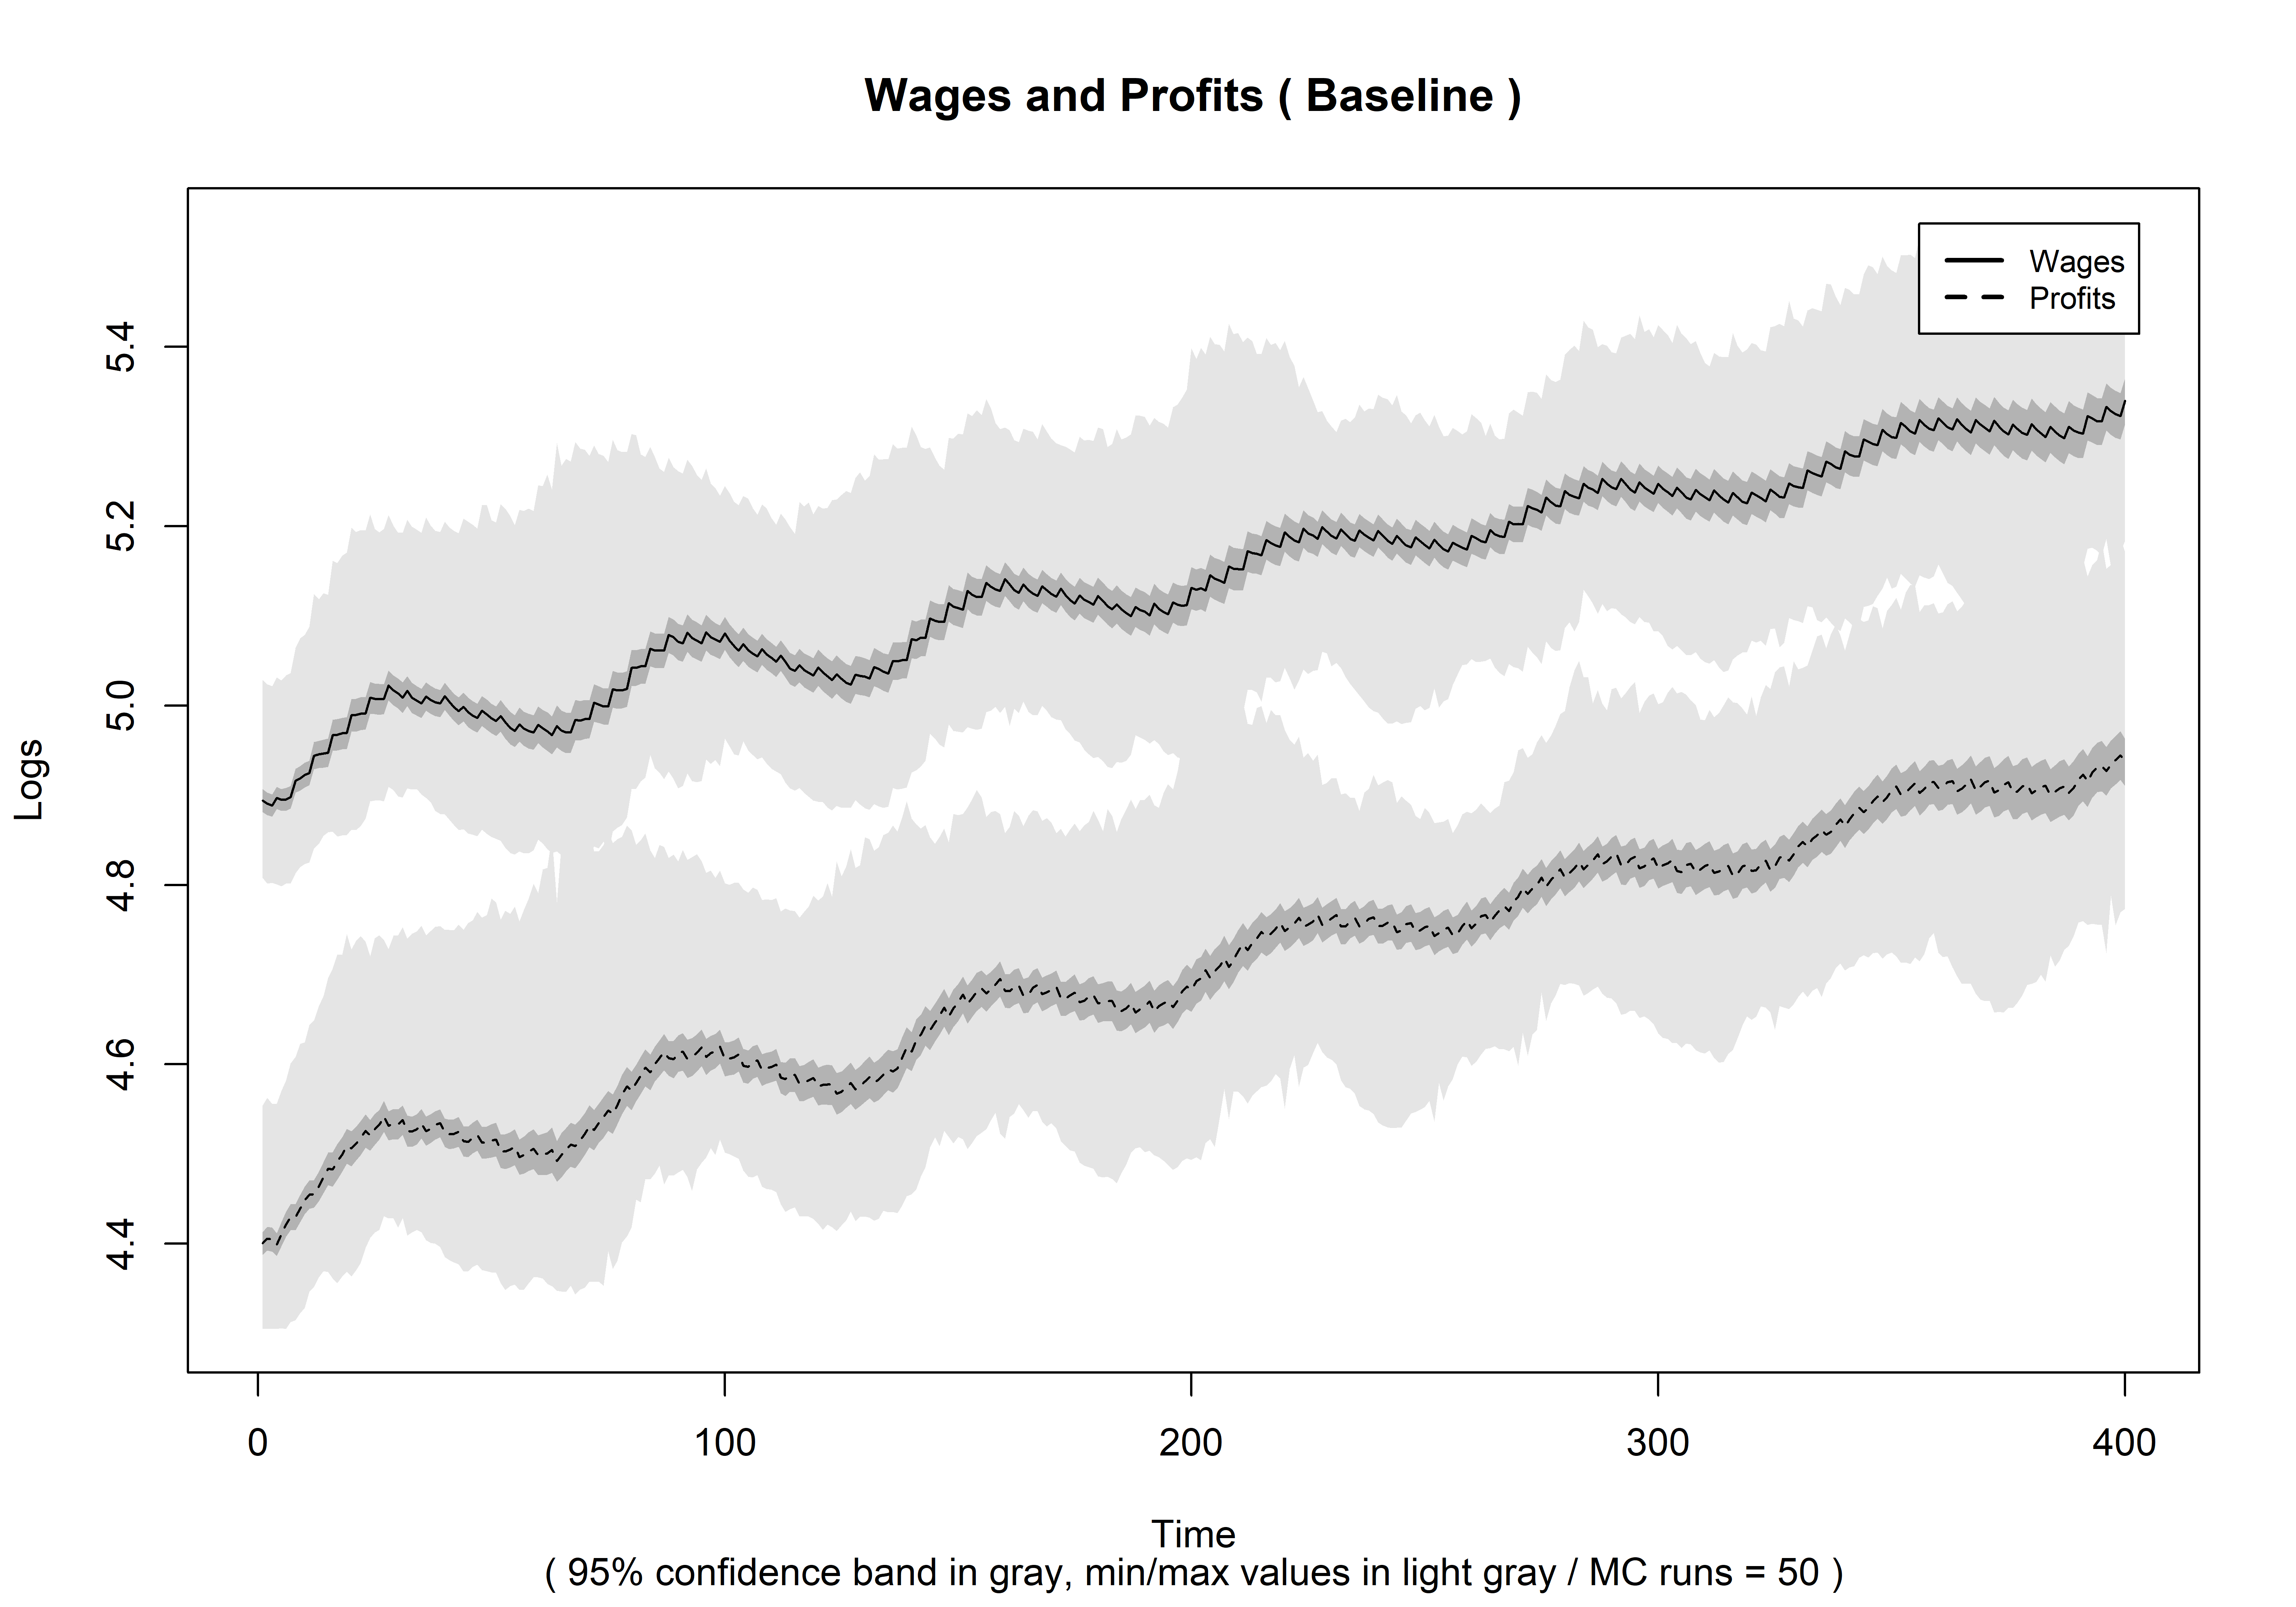 Wages and Profits ( Baseline )
Wages
Profits
Logs
5.4
5.2
5.0
4.8
4.6
4.4
0 100 200 300 400
Time
( 95% confidence band in gray, min/max values in light gray / MC runs = 50 )